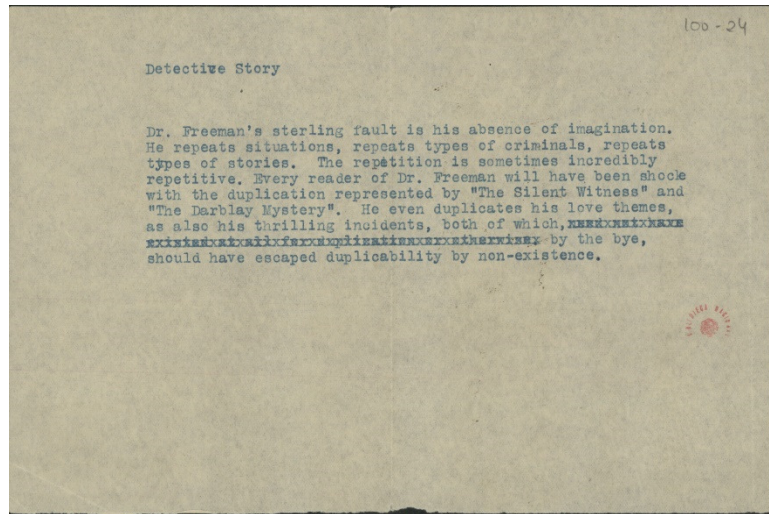 100-24
Detective Story
Dr. Freeman's sterling fault is his absence of imagination.
He repeats situations, repeats types of criminals, repeats
types of stories. The repetition is sometimes incredibly
repetitive. Every reader of Dr. Freeman will have been shocke
with the duplication represented by "The Silent Witness" and
"The Darblay Mystery". He even duplicates his love themes,
as also his thrilling incidents, both of which,
by the bye,
should have escaped duplicability by non-existence.